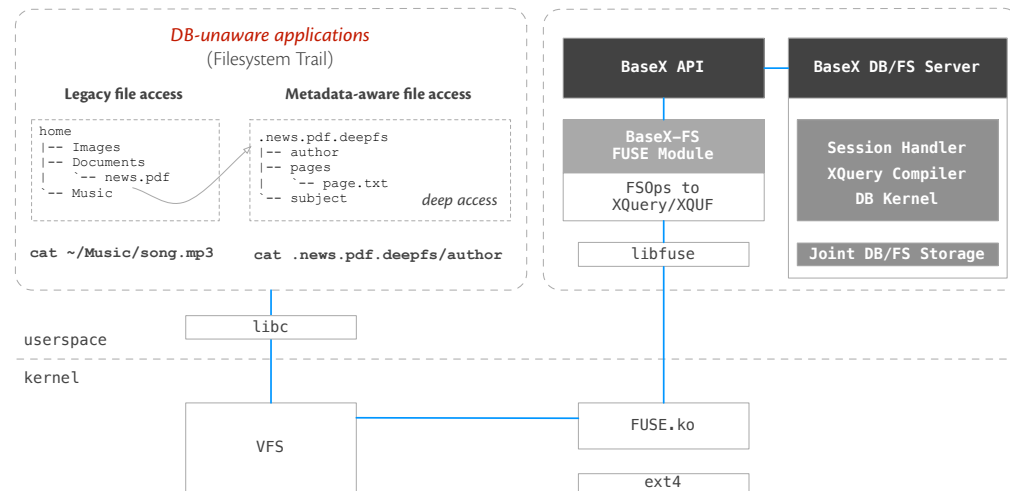 DB-unaware applications
(Filesystem Trail)
Legacy file access
Metadata-aware file access
home
|-- Images
|-- Documents
|   `-- news.pdf
`-- Music
.news.pdf.deepfs
|-- author
|-- pages
|   `-- page.txt
`-- subject
deep access
cat ~/Music/song.mp3
cat .news.pdf.deepfs/author
BaseX API
BaseX DB/FS Server
BaseX-FS
FUSE Module
FSOps to
XQuery/XQUF
Session Handler
XQuery Compiler
DB Kernel
Joint DB/FS Storage
libfuse
libc
userspace
kernel
VFS
FUSE.ko
ext4